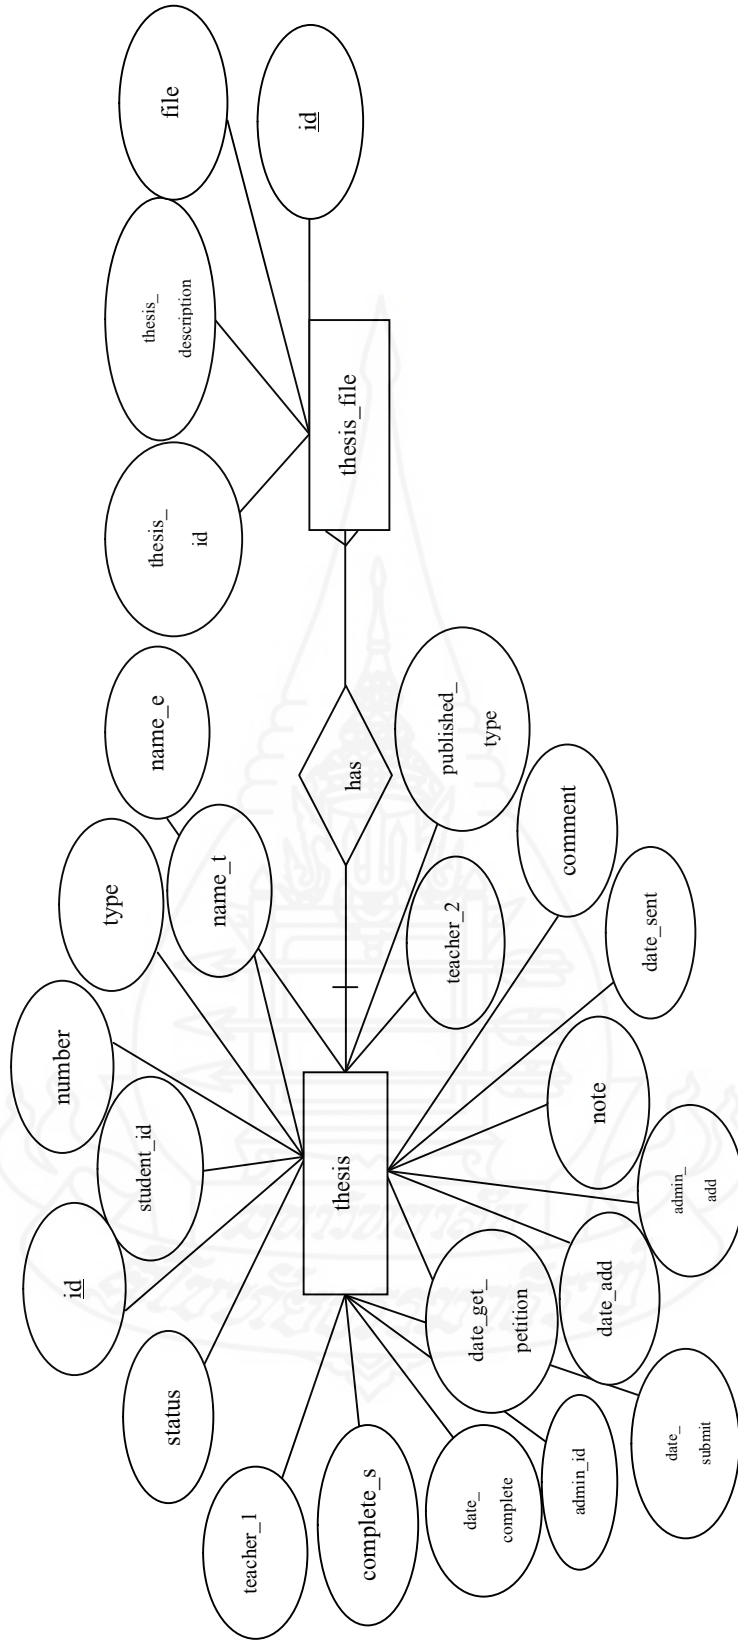 number
id
type
student_id
name_e
thesis_
id
thesis_
description
file
status
name_t
teacher_1
id
thesis
has
thesis_file
complete_s
teacher_2
published_
type
date_get_
petition
date_
complete
comment
note
admin_id
date_add
date_sent
admin_
add
date_
submit